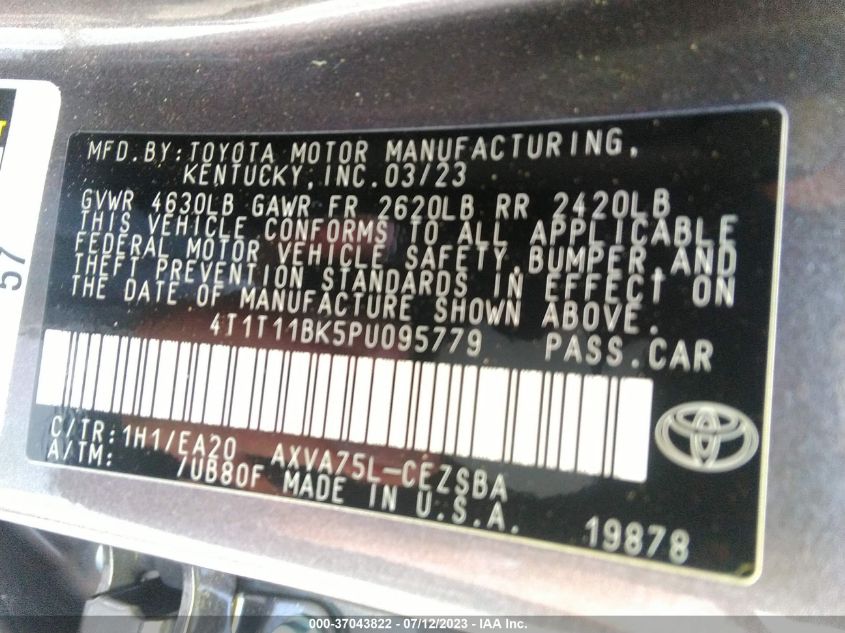 57
MFD.BY:TOYOTA MOTOR MANUFACTURING,
KENTUCKY,INC.03/23
GVWR 4630LB GAWR FR 2620LB RR 2420LB
THIS VEHICLE CONFORMS TO ALL APPLICABLE
FEDERAL MOTOR VEHICLE SAFETY,BUMPER,AND
THEFT PREVENTION STANDARDS IN EFFECT ON
THE DATE OF MANUFACTURE SHOWN ABOVE.
4T1T11BK5PU095779 PASS.CAR
C/TR:1H1/EA20 AXVA75L-CEZSBA
A/TM: /UB80F MADE IN U.S.A.
19878
000-37043822 - 07/12/2023 - IAA Inc.